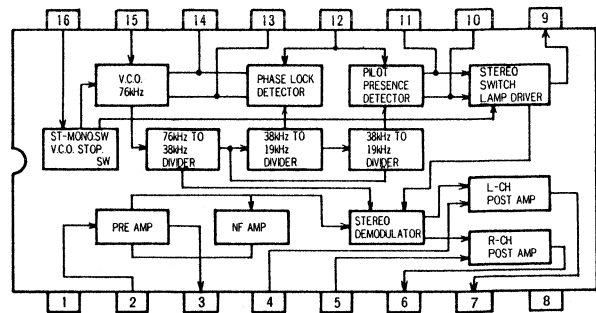 16 15 14 13 12 11 10 9
V.C.O.
76kHz
PHASE LOCK
DETECTOR
PILOT
PRESENCE
DETECTOR
STEREO
SWITCH
LAMP DRIVER
ST-MONO.SW
V.C.O. STOP.
SW
76kHz TO
38kHz
DIVIDER
38kHz TO
19kHz
DIVIDER
38kHz TO
19kHz
DIVIDER
PRE AMP
NF AMP
STEREO
DEMODULATOR
L-CH
POST AMP
R-CH
POST AMP
1 2 3 4 5 6 7 8